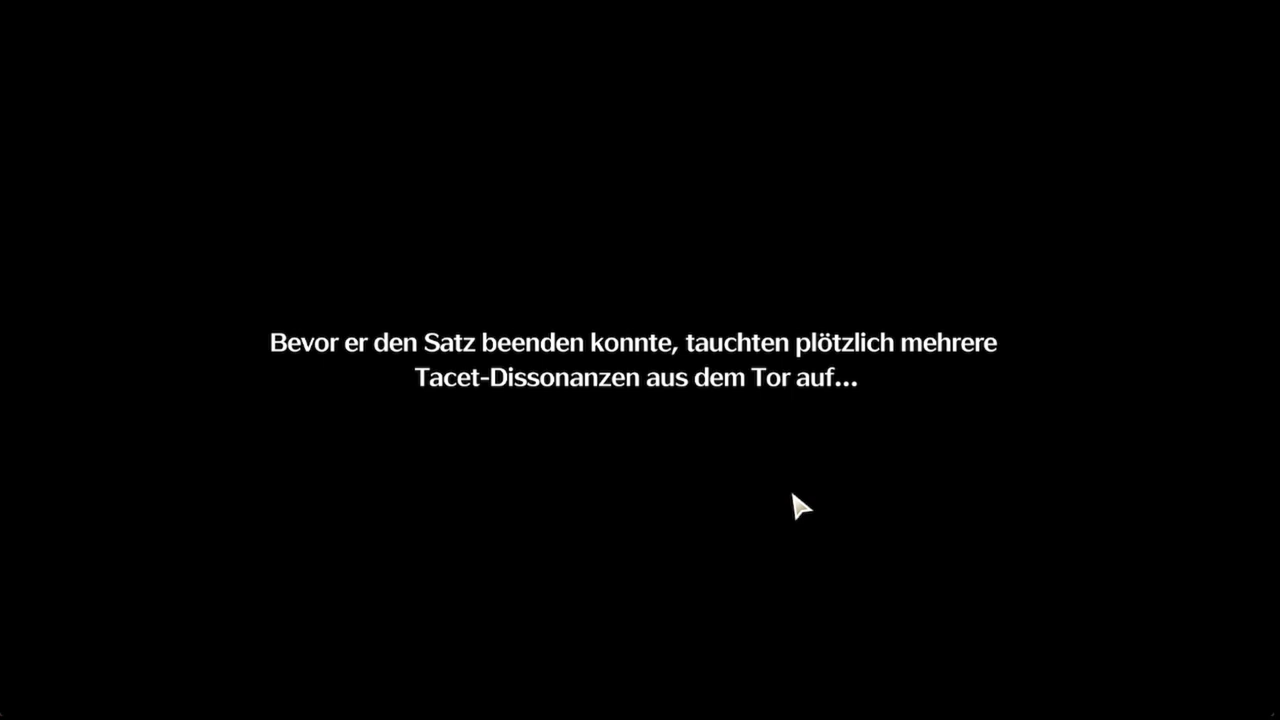 Bevor er den Satz beenden konnte, tauchten plötzlich mehrere
Tacet-Dissonanzen aus dem Tor auf...